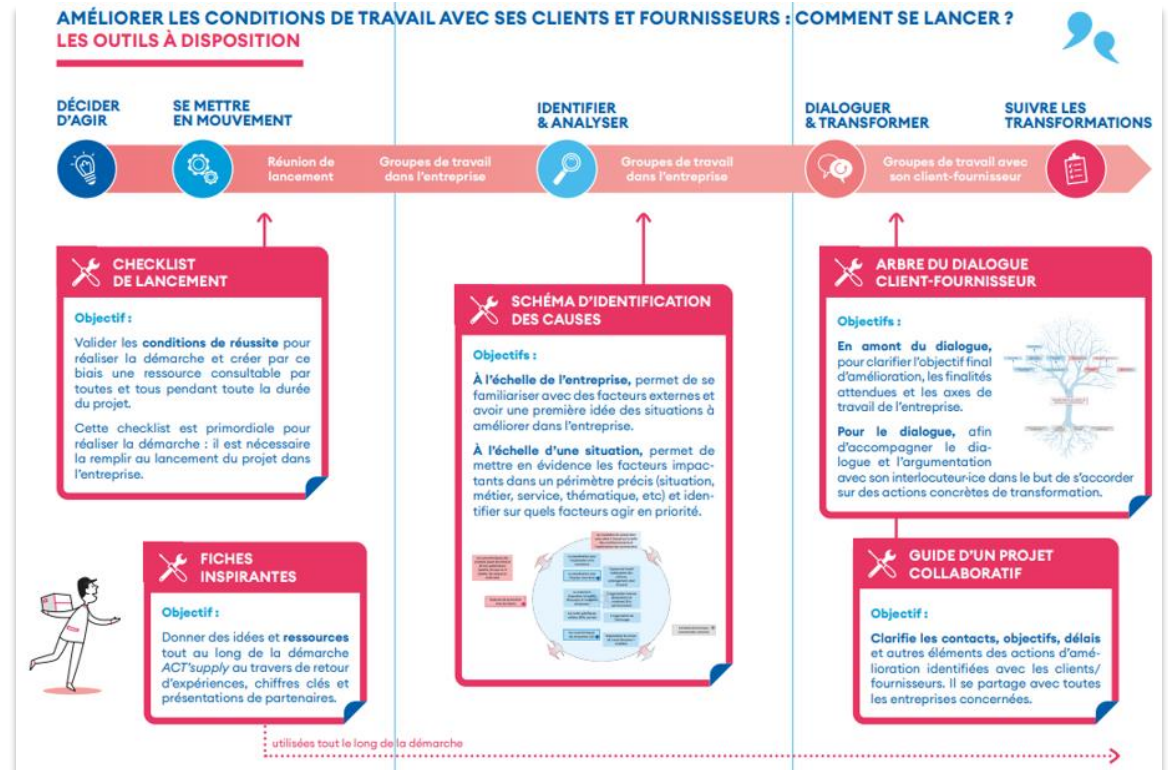 AMÉLIORER LES CONDITIONS DE TRAVAIL AVEC SES CLIENTS ET FOURNISSEURS : COMMENT SE LANCER ?
LES OUTILS À DISPOSITION
DÉCIDER
D'AGIR
SE METTRE
EN MOUVEMENT
IDENTIFIER
& ANALYSER
DIALOGUER
& TRANSFORMER
SUIVRE LES
TRANSFORMATIONS
Réunion de
lancement
Groupes de travail
dans l'entreprise
Groupes de travail
dans l'entreprise
Groupes de travail avec
son client-fournisseur
CHECKLIST
DE LANCEMENT
Objectif :
Valider les conditions de réussite pour
réaliser la démarche et créer par ce
biais une ressource consultable par
toutes et tous pendant toute la durée
du projet.
Cette checklist est primordiale pour
réaliser la démarche : il est nécessaire
la remplir au lancement du projet dans
l'entreprise.
FICHES
INSPIRANTES
Objectif :
Donner des idées et ressources
tout au long de la démarche
ACT'supply au travers de retour
d'expériences, chiffres clés et
présentations de partenaires.
utilisées tout le long de la démarche
SCHÉMA D'IDENTIFICATION
DES CAUSES
Objectifs :
À l'échelle de l'entreprise, permet de se
familiariser avec des facteurs externes et
avoir une première idée des situations à
améliorer dans l'entreprise.
À l'échelle d'une situation, permet de
mettre en évidence les facteurs impac-
tants dans un périmètre précis (situation,
métier, service, thématique, etc) et iden-
tifier sur quels facteurs agir en priorité.
ARBRE DU DIALOGUE
CLIENT-FOURNISSEUR
Objectifs :
En amont du dialogue,
pour clarifier l'objectif final
d'amélioration, les finalités
attendues et les axes de
travail de l'entreprise.
Pour le dialogue, afin
d'accompagner le dia-
logue et l'argumentation
avec son interlocuteur·ice dans le but de s'accorder
sur des actions concrètes de transformation.
GUIDE D'UN PROJET
COLLABORATIF
Objectif :
Clarifie les contacts, objectifs, délais
et autres éléments des actions d'amé-
lioration identifiées avec les clients/
fournisseurs. Il se partage avec toutes
les entreprises concernées.